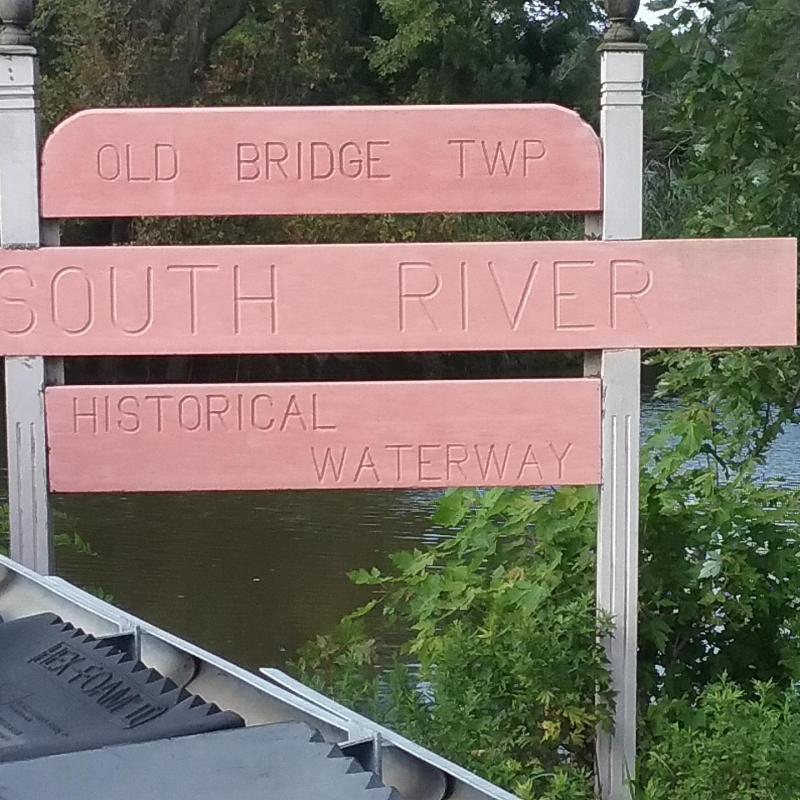 OLD BRIDGE TWP
SOUTH RIVER
HISTORICAL
WATERWAY